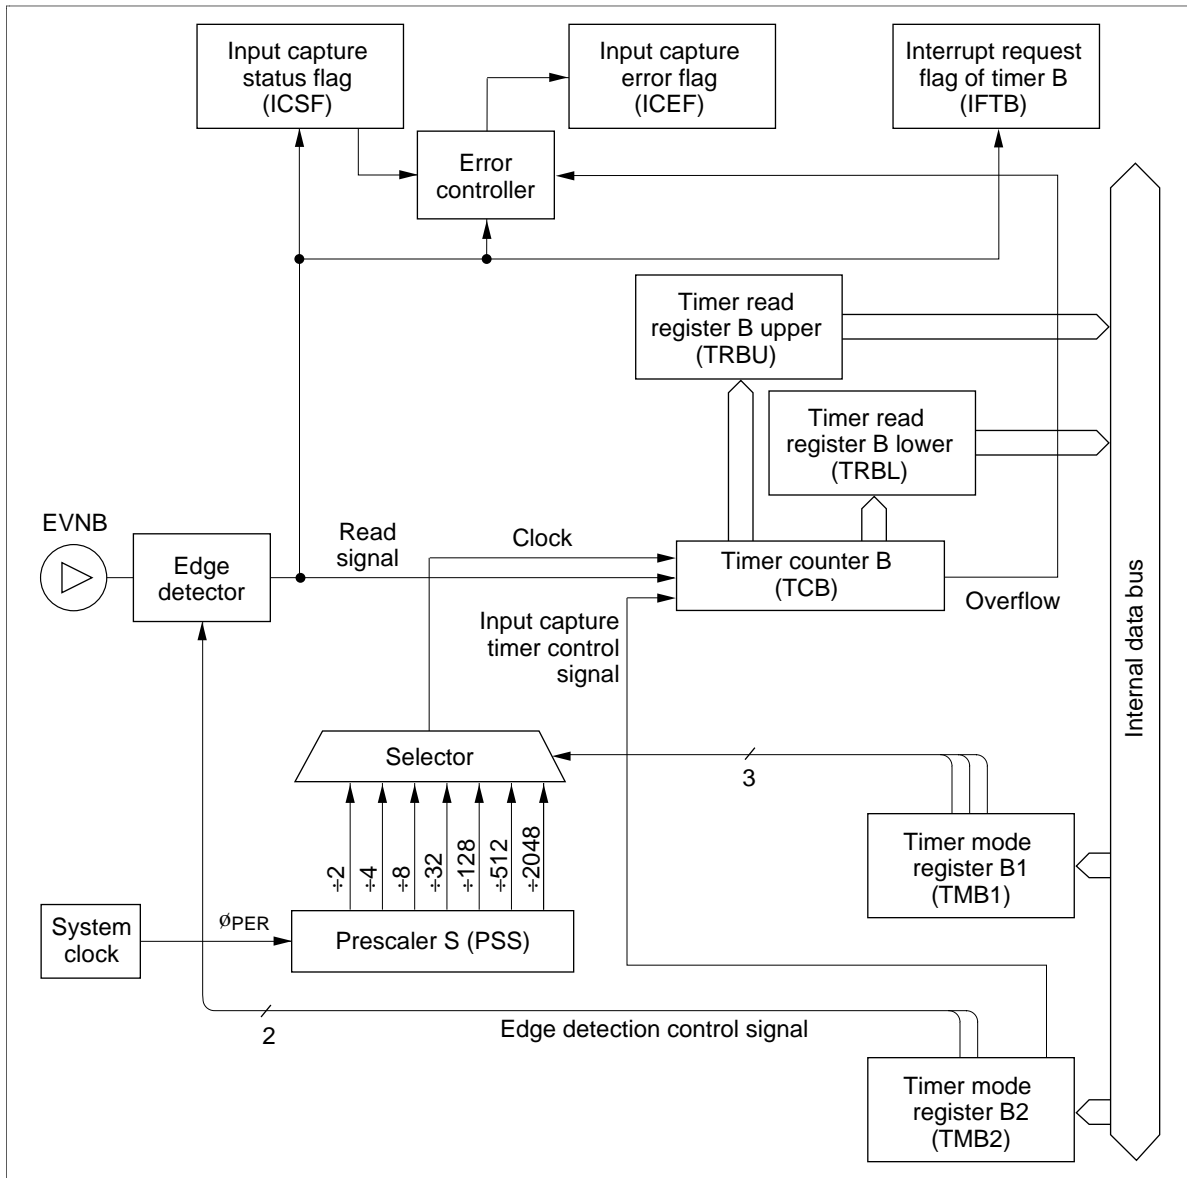 Input capture
status flag
(ICSF)
Input capture
error flag
(ICEF)
Interrupt request
flag of timer B
(IFTB)
Error
controller
Timer read
register B upper
(TRBU)
Timer read
register B lower
(TRBL)
EVNB
Edge
detector
Read
signal
Clock
Timer counter B
(TCB)
Overflow
Input capture
timer control
signal
Internal data bus
Selector
3
÷2
÷4
÷8
÷32
÷128
÷512
÷2048
Timer mode
register B1
(TMB1)
System
clock
øPER
Prescaler S (PSS)
2
Edge detection control signal
Timer mode
register B2
(TMB2)